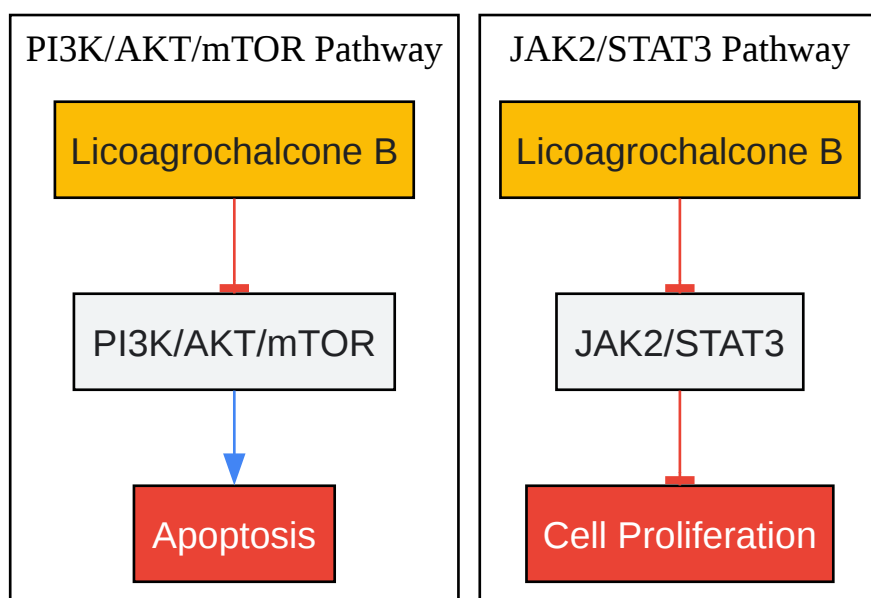 PI3K/AKT/mTOR Pathway
Licoagrochalcone B
PI3K/AKT/mTOR
Apoptosis
JAK2/STAT3 Pathway
Licoagrochalcone B
JAK2/STAT3
Cell Proliferation